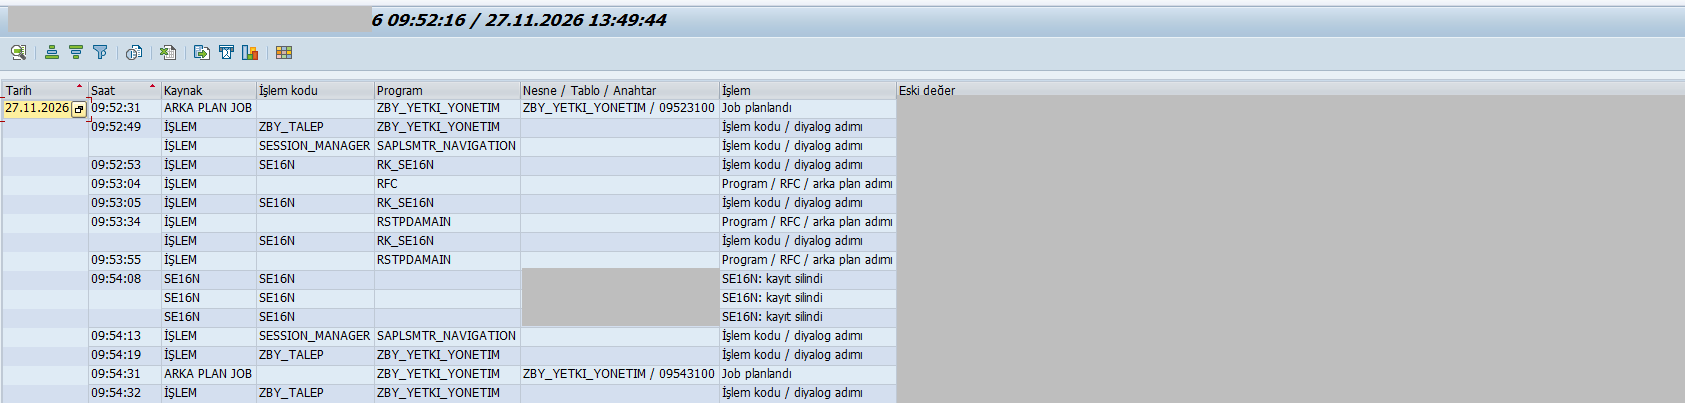 6 09:52:16 / 27.11.2026 13:49:44
Tarih Saat Kaynak İşlem kodu Program Nesne / Tablo / Anahtar İşlem Eski değer
27.11.2026 09:52:31 ARKA PLAN JOB ZBY_YETKI_YONETIM ZBY_YETKI_YONETIM / 09523100 Job planlandı
09:52:49 İŞLEM ZBY_TALEP ZBY_YETKI_YONETIM İşlem kodu / diyalog adımı
İŞLEM SESSION_MANAGER SAPLSMTR_NAVIGATION İşlem kodu / diyalog adımı
09:52:53 İŞLEM SE16N RK_SE16N İşlem kodu / diyalog adımı
09:53:04 İŞLEM RFC Program / RFC / arka plan adımı
09:53:05 İŞLEM SE16N RK_SE16N İşlem kodu / diyalog adımı
09:53:34 İŞLEM RSTPDAMAIN Program / RFC / arka plan adımı
İŞLEM SE16N RK_SE16N İşlem kodu / diyalog adımı
09:53:55 İŞLEM RSTPDAMAIN Program / RFC / arka plan adımı
09:54:08 SE16N SE16N SE16N: kayıt silindi
SE16N SE16N SE16N: kayıt silindi
SE16N SE16N SE16N: kayıt silindi
09:54:13 İŞLEM SESSION_MANAGER SAPLSMTR_NAVIGATION İşlem kodu / diyalog adımı
09:54:19 İŞLEM ZBY_TALEP ZBY_YETKI_YONETIM İşlem kodu / diyalog adımı
09:54:31 ARKA PLAN JOB ZBY_YETKI_YONETIM ZBY_YETKI_YONETIM / 09543100 Job planlandı
09:54:32 İŞLEM ZBY_TALEP ZBY_YETKI_YONETIM İşlem kodu / diyalog adımı